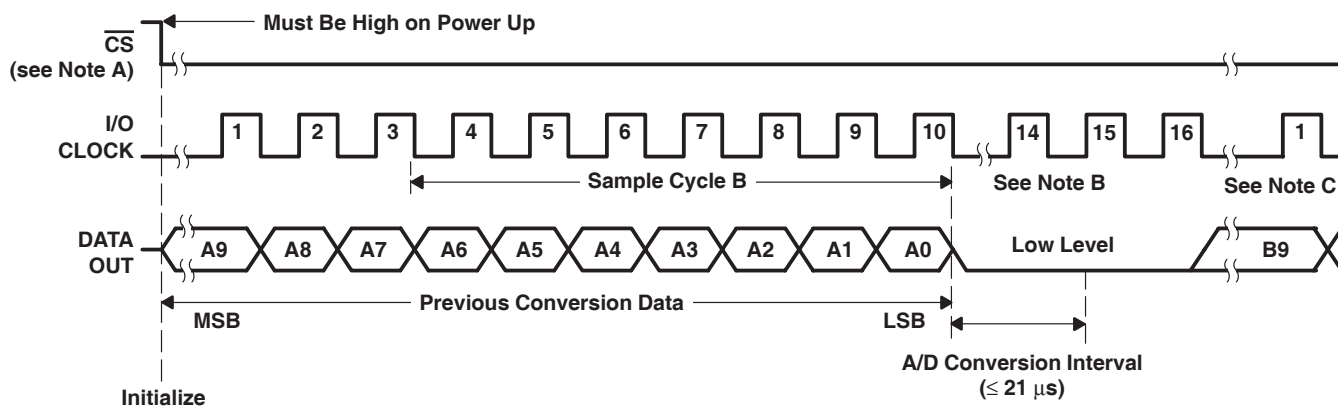 Must Be High on Power Up
CS
(see Note A)
I/O
CLOCK
1 2 3 4 5 6 7 8 9 10 14 15 16 1
Sample Cycle B
See Note B
See Note C
DATA
OUT
A9 A8 A7 A6 A5 A4 A3 A2 A1 A0 Low Level B9
Previous Conversion Data
MSB
LSB
A/D Conversion Interval
(≤ 21 μs)
Initialize